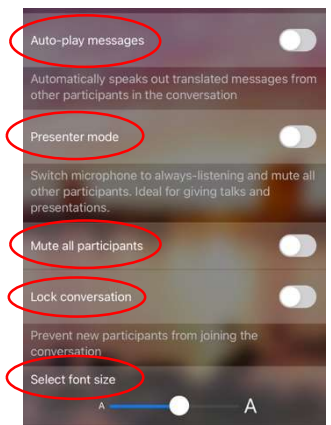 Auto-play messages
Automatically speaks out translated messages from
other participants in the conversation
Presenter mode
Switch microphone to always-listening and mute all
other participants. Ideal for giving talks and
presentations.
Mute all participants
Lock conversation
Prevent new participants from joining the
conversation
Select font size
A A